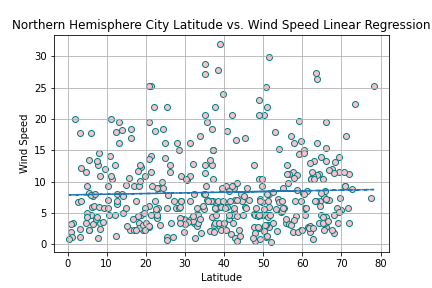 Northern Hemisphere City Latitude vs. Wind Speed Linear Regression
30
25
20
15
10
5
0
Wind Speed
0 10 20 30 40 50 60 70 80
Latitude